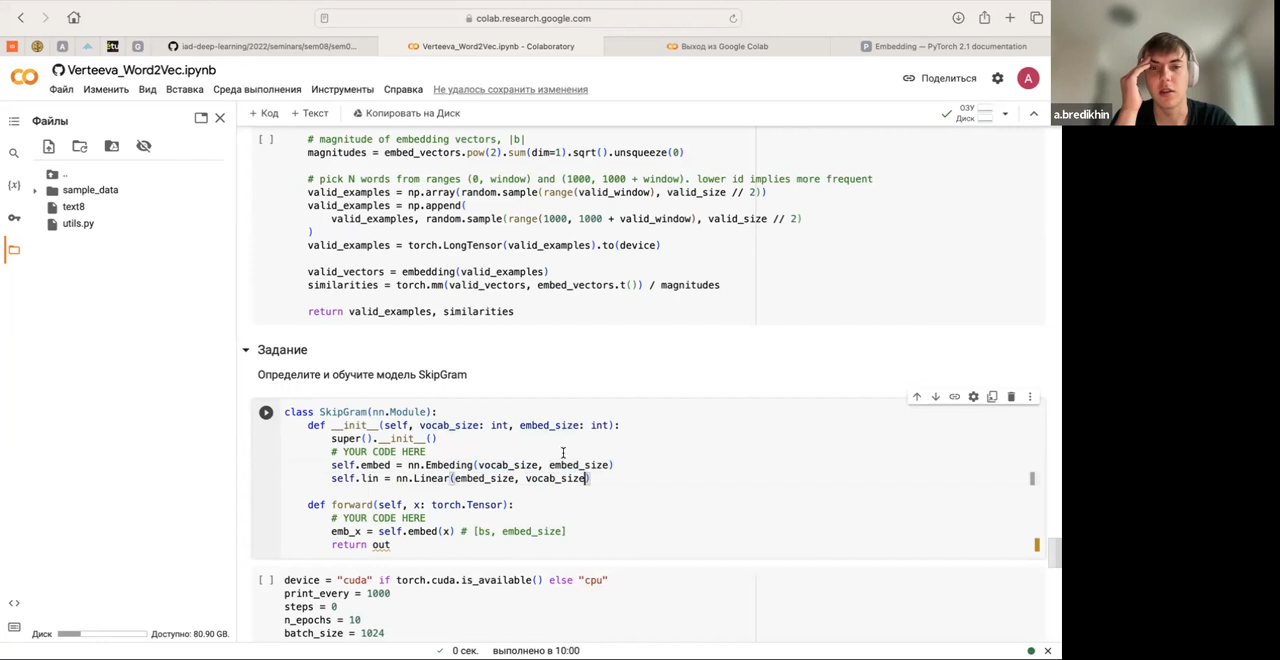 colab.research.google.com
iad-deep-learning/2022/seminars/sem08/sem0...
Verteeva_Word2Vec.ipynb - Colaboratory
Выход из Google Colab
Embedding — PyTorch 2.1 documentation
Verteeva_Word2Vec.ipynb
Файл Изменить Вид Вставка Среда выполнения Инструменты Справка Не удалось сохранить изменения
Поделиться
A
a.bredikhin
Файлы
+ Код + Текст Копировать на Диск
ОЗУ
Диск
..
sample_data
text8
utils.py
[ ]
# magnitude of embedding vectors, |b|
magnitudes = embed_vectors.pow(2).sum(dim=1).sqrt().unsqueeze(0)
# pick N words from ranges (0, window) and (1000, 1000 + window). lower id implies more frequent
valid_examples = np.array(random.sample(range(valid_window), valid_size // 2))
valid_examples = np.append(
valid_examples, random.sample(range(1000, 1000 + valid_window), valid_size // 2)
)
valid_examples = torch.LongTensor(valid_examples).to(device)
valid_vectors = embedding(valid_examples)
similarities = torch.mm(valid_vectors, embed_vectors.t()) / magnitudes
return valid_examples, similarities
Задание
Определите и обучите модель SkipGram
class SkipGram(nn.Module):
def __init__(self, vocab_size: int, embed_size: int):
super().__init__()
# YOUR CODE HERE
self.embed = nn.Embeding(vocab_size, embed_size)
self.lin = nn.Linear(embed_size, vocab_size)
def forward(self, x: torch.Tensor):
# YOUR CODE HERE
emb_x = self.embed(x) # [bs, embed_size]
return out
[ ] device = "cuda" if torch.cuda.is_available() else "cpu"
print_every = 1000
steps = 0
n_epochs = 10
batch_size = 1024
Диск Доступно: 80.90 GB.
0 сек. выполнено в 10:00